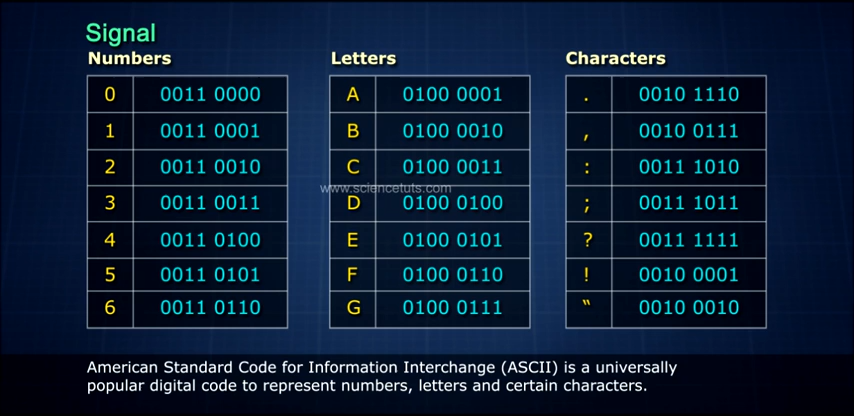 Signal
Numbers Letters Characters
0 0011 0000 A 0100 0001 . 0010 1110
1 0011 0001 B 0100 0010 , 0010 0111
2 0011 0010 C 0100 0011 : 0011 1010
www.sciencetuts.com
3 0011 0011 D 0100 0100 ; 0011 1011
4 0011 0100 E 0100 0101 ? 0011 1111
5 0011 0101 F 0100 0110 ! 0010 0001
6 0011 0110 G 0100 0111 “ 0010 0010
American Standard Code for Information Interchange (ASCII) is a universally
popular digital code to represent numbers, letters and certain characters.